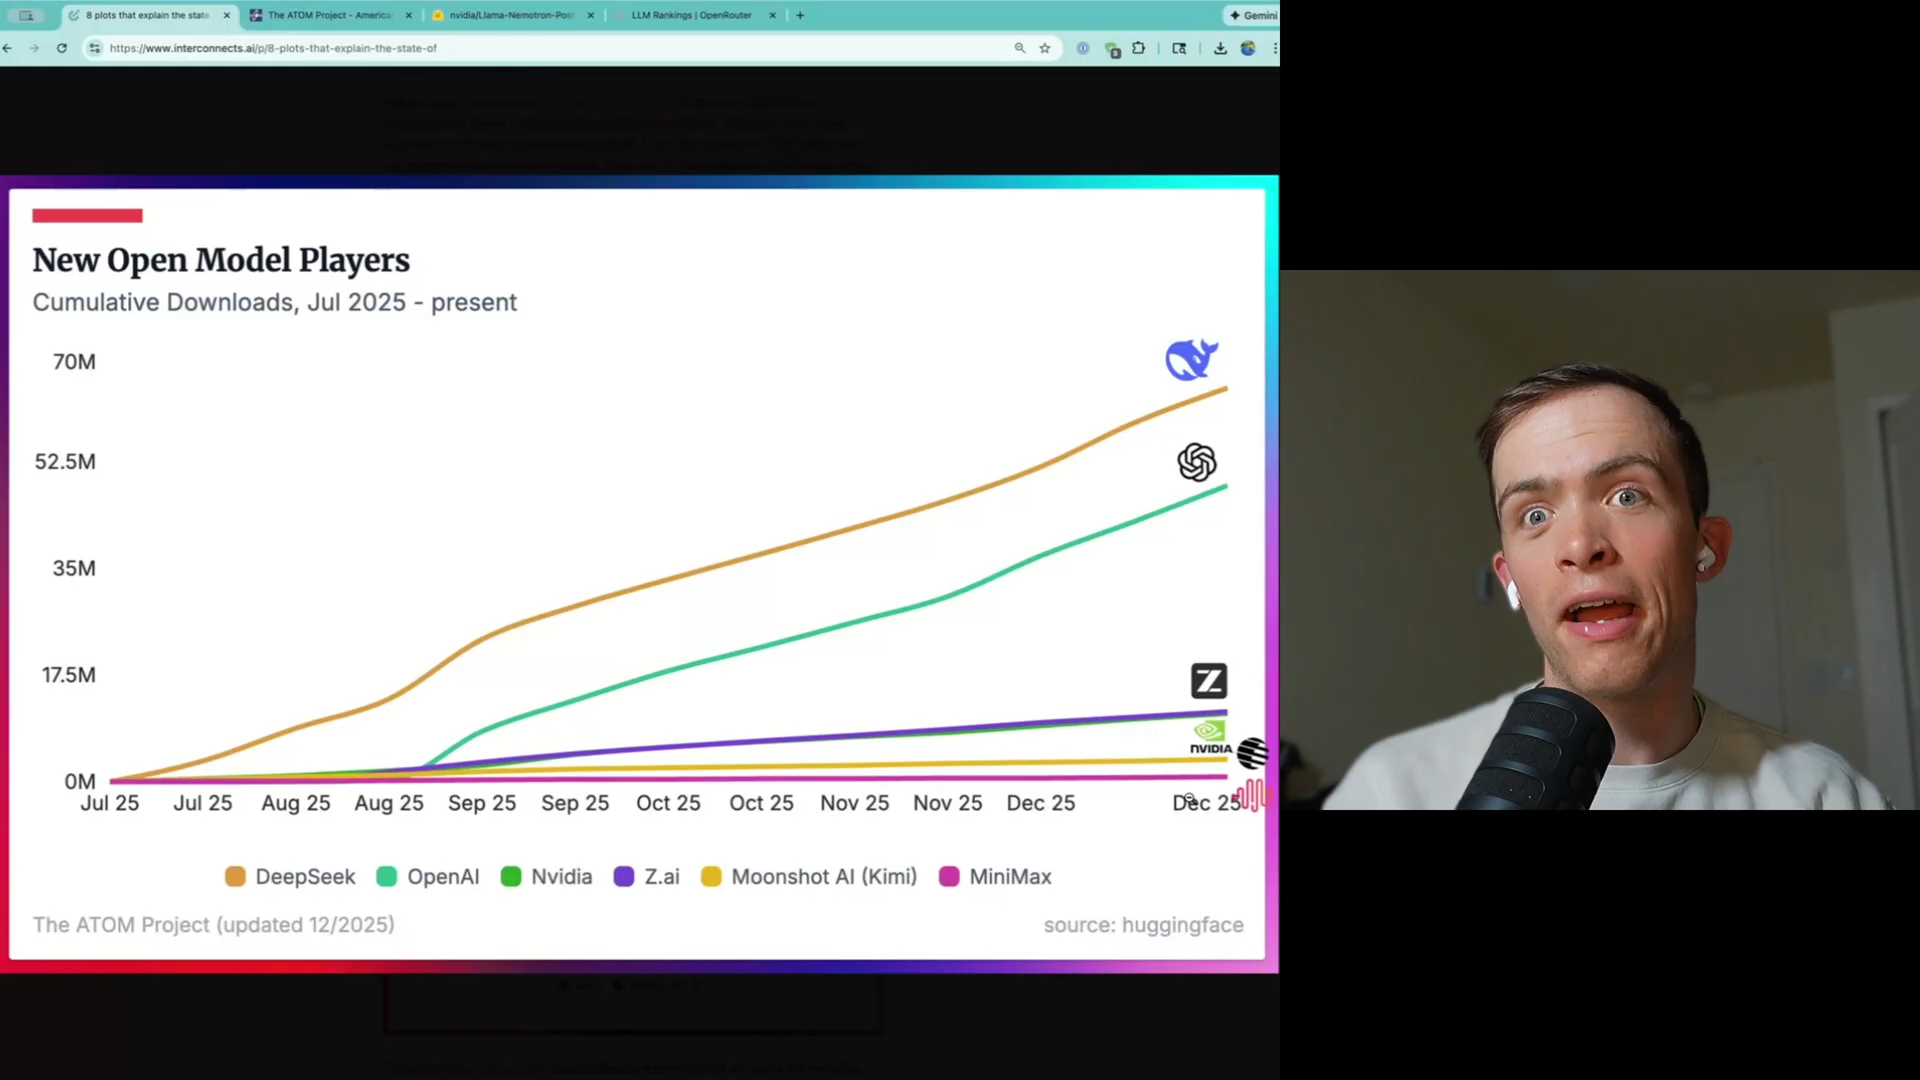 8 plots that explain the state
The ATOM Project - America
nvidia/Llama-Nemotron-Pos
LLM Rankings | OpenRouter
Gemini
https://www.interconnects.ai/p/8-plots-that-explain-the-state-of
New Open Model Players
Cumulative Downloads, Jul 2025 - present
70M
52.5M
35M
17.5M
0M
NVIDIA
Jul 25 Jul 25 Aug 25 Aug 25 Sep 25 Sep 25 Oct 25 Oct 25 Nov 25 Nov 25 Dec 25 Dec 25
DeepSeek OpenAI Nvidia Z.ai Moonshot AI (Kimi) MiniMax
The ATOM Project (updated 12/2025)
source: huggingface